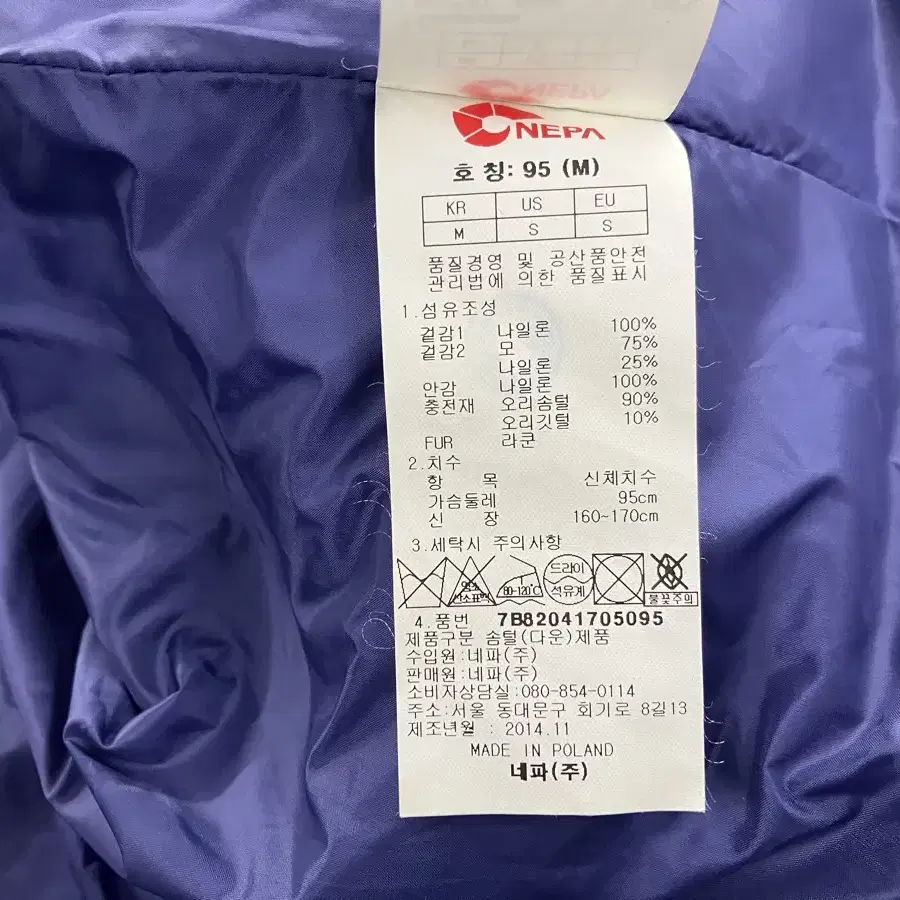 NEPA
NEPA
호 칭: 95 (M)
KR US EU
M S S
품질경영 및 공산품안전
관리법에 의한 품질표시
1.섬유조성
겉감1 나일론 100%
겉감2 모 75%
나일론 25%
안감 나일론 100%
충전재 오리솜털 90%
오리깃털 10%
FUR 라쿤
2.치수
항 목 신체치수
가슴둘레 95cm
신 장 160~170cm
3.세탁시 주의사항
염소 산소표백 80~120℃ 드라이 석유계 불꽃주의
4.품번 7B82041705095
제품구분 솜털(다운)제품
수입원:네파(주)
판매원:네파(주)
소비자상담실:080-854-0114
주소:서울 동대문구 회기로 8길13
제조년월 : 2014.11
MADE IN POLAND
네파(주)